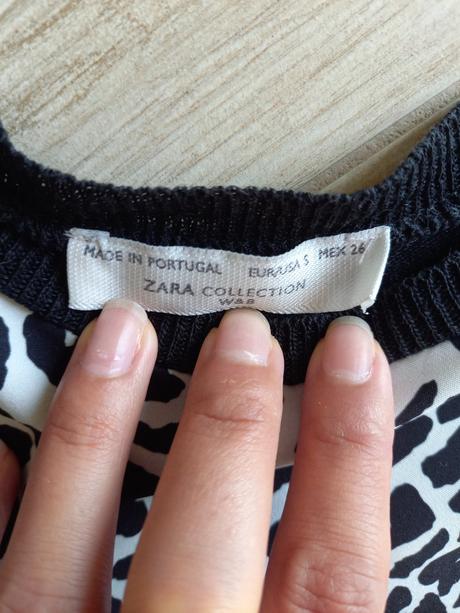 MADE IN PORTUGAL EUR/USA S MEX 26
ZARA COLLECTION
W&B